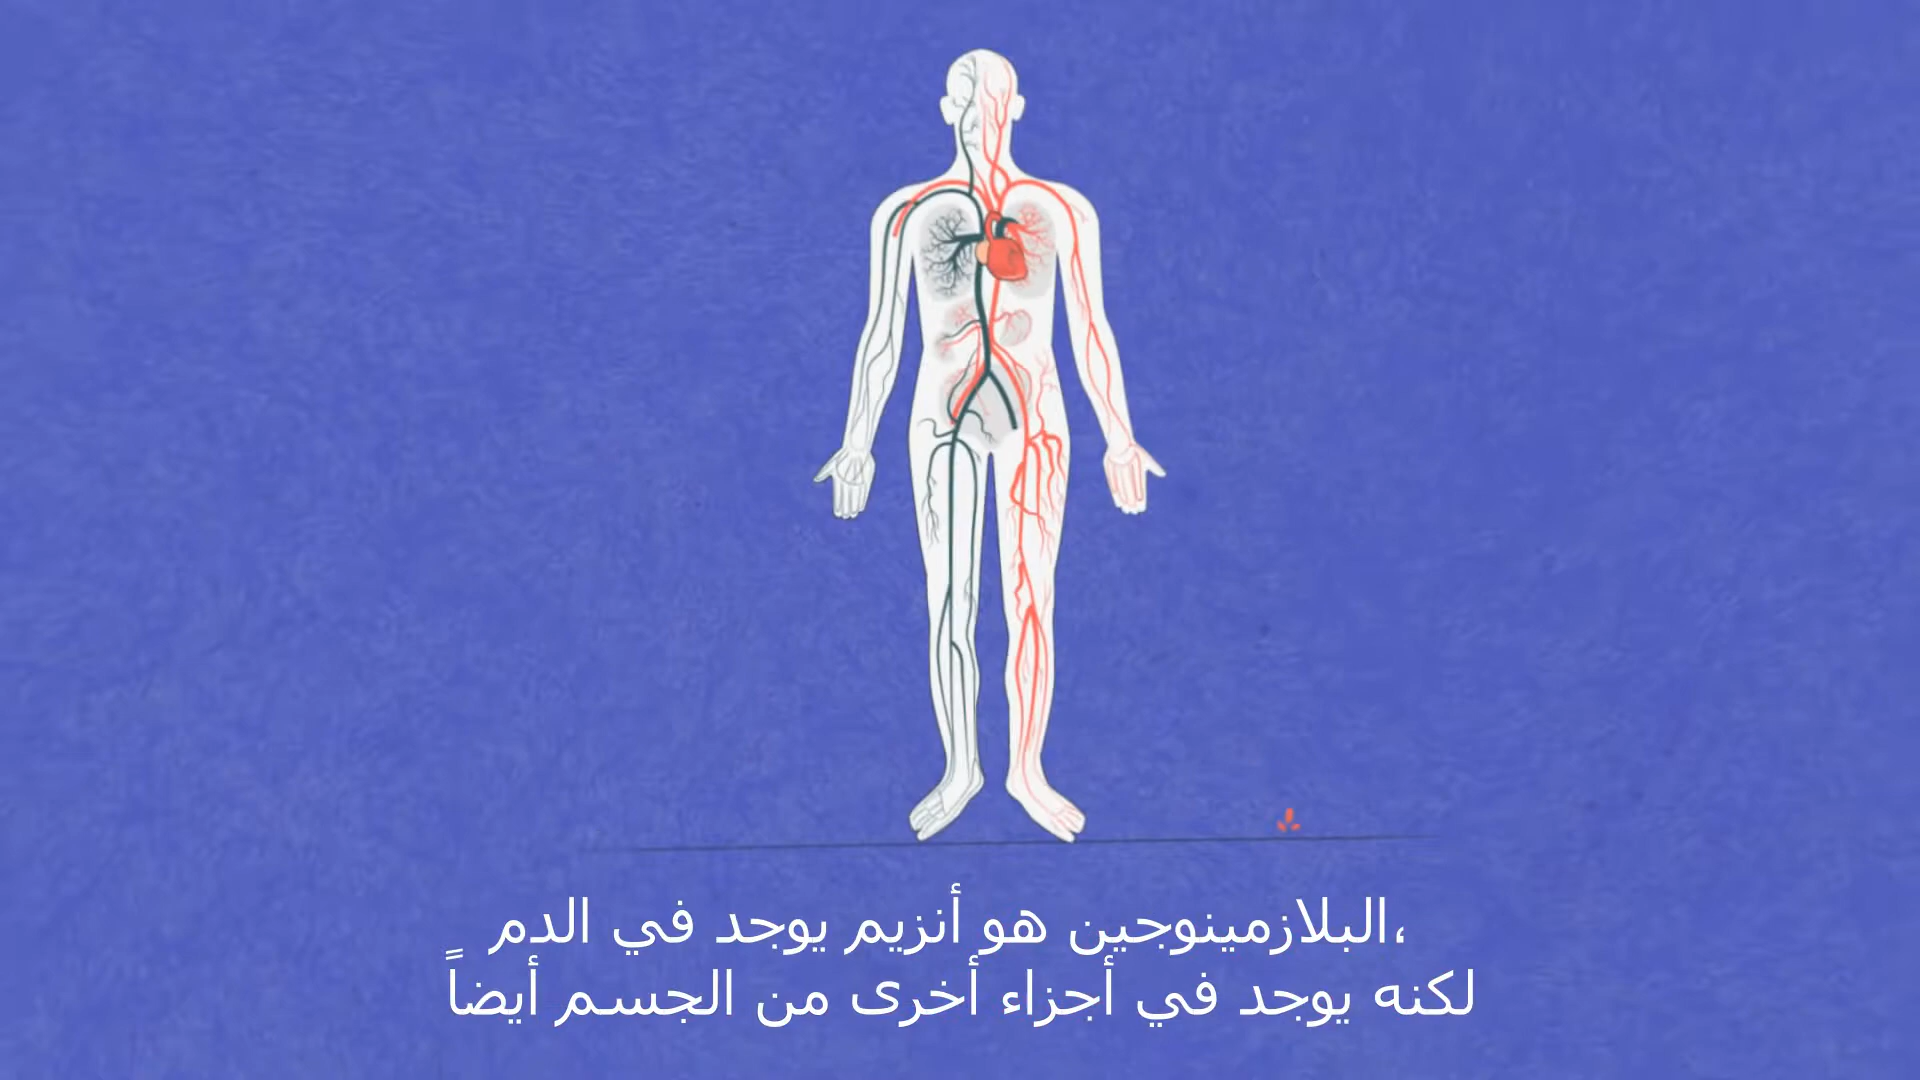 ،البلازمينوجين هو أنزيم يوجد في الدم
لكنه يوجد في أجزاء أخرى من الجسم أيضاً